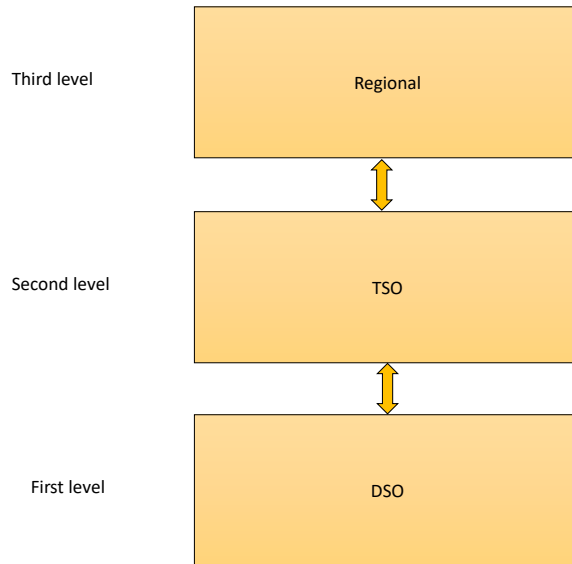 Third level
Regional
Second level
TSO
First level
DSO